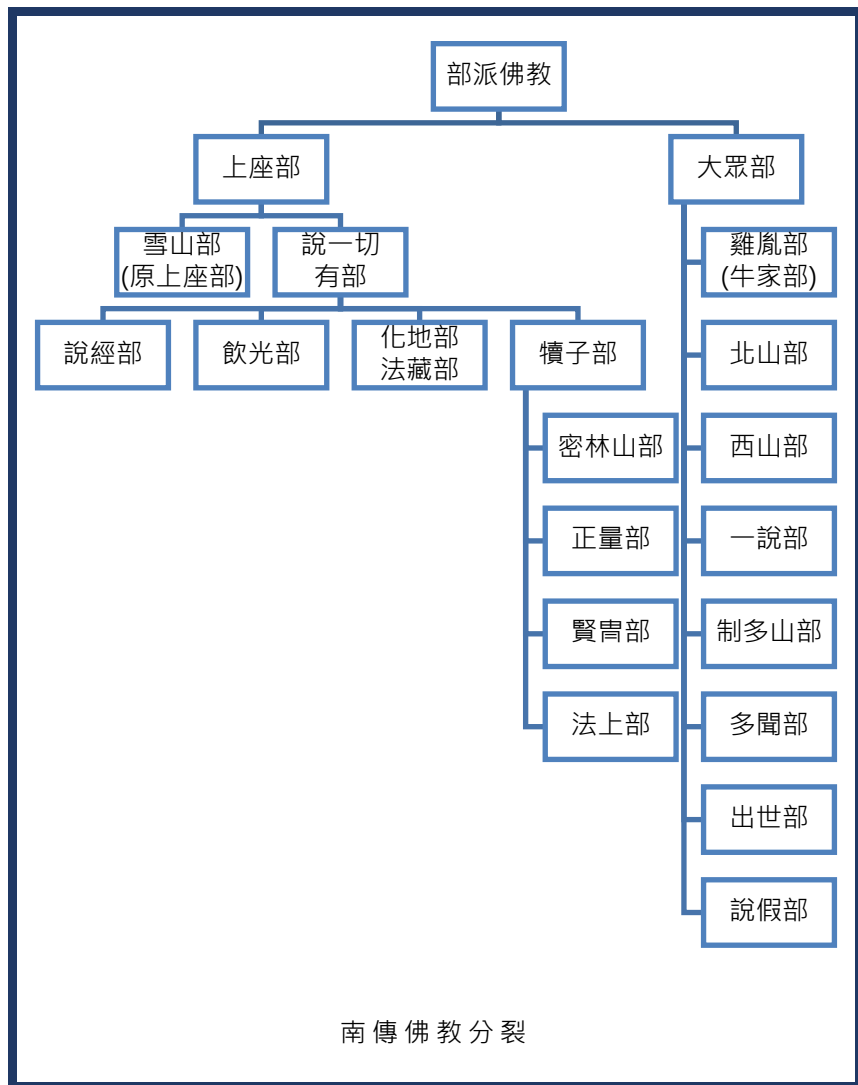 部派佛教
上座部
大眾部
雪山部
(原上座部)
說一切
有部
雞胤部
(牛家部)
說經部
飲光部
化地部
法藏部
犢子部
北山部
密林山部
西山部
正量部
一說部
賢冑部
制多山部
法上部
多聞部
出世部
說假部
南傳佛教分裂